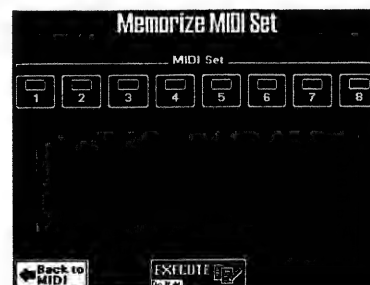 Memorize MIDI Set
MIDI Set
1 2 3 4 5 6 7 8
Back to
MIDI
EXECUTE